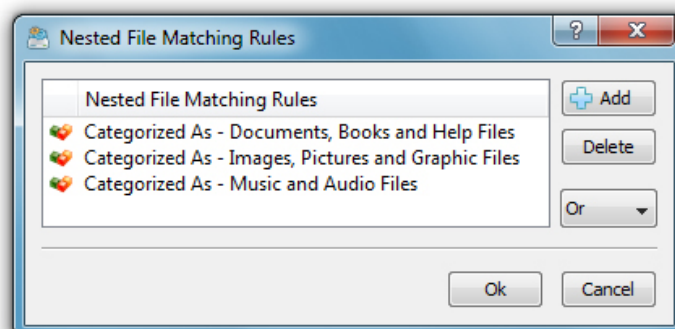 Nested File Matching Rules
?
X
Nested File Matching Rules
Add
Categorized As - Documents, Books and Help Files
Delete
Categorized As - Images, Pictures and Graphic Files
Categorized As - Music and Audio Files
Or
Ok
Cancel